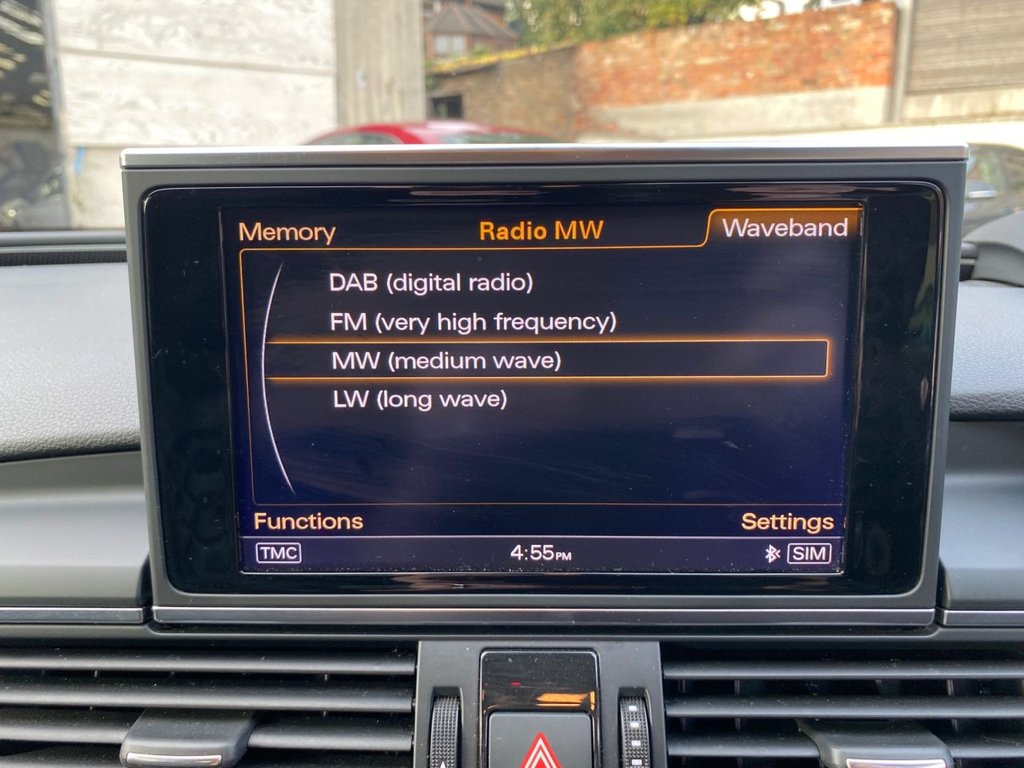 Memory Radio MW Waveband
DAB (digital radio)
FM (very high frequency)
MW (medium wave)
LW (long wave)
Functions Settings
TMC 4:55PM SIM